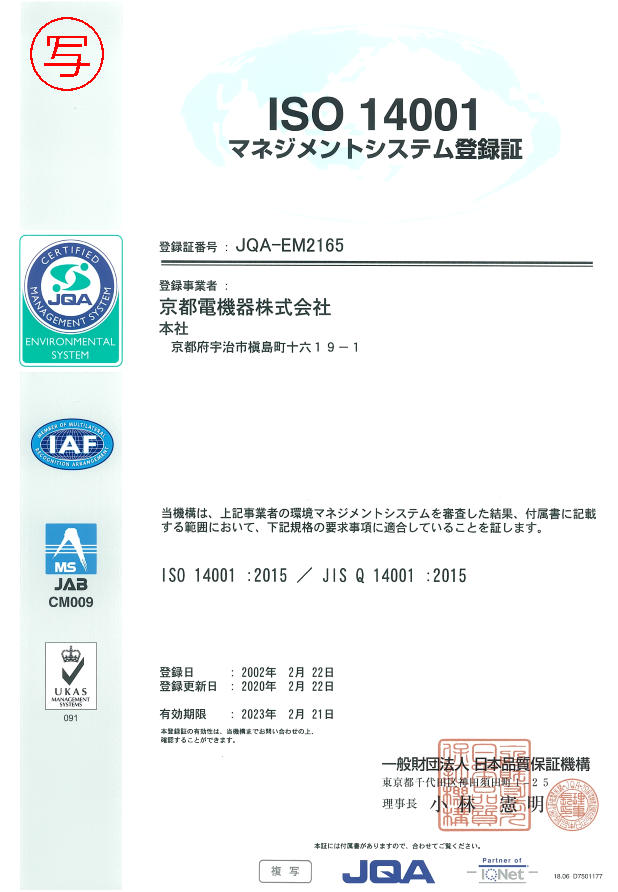 写
ISO 14001
マネジメントシステム登録証
登録証番号 : JQA-EM2165
CERTIFIED
JQA
MANAGEMENT SYSTEM
ENVIRONMENTAL
SYSTEM
登録事業者 :
京都電機器株式会社
本社
京都府宇治市槇島町十六19-1
MEMBER OF MULTILATERAL
IAF
RECOGNITION ARRANGEMENT
当機構は、上記事業者の環境マネジメントシステムを審査した結果、付属書に記載
する範囲において、下記規格の要求事項に適合していることを証します。
MS
JAB
CM009
ISO 14001 :2015 / JIS Q 14001 :2015
UKAS
MANAGEMENT
SYSTEMS
091
登録日 : 2002年 2月 22日
登録更新日 : 2020年 2月 22日
有効期限 : 2023年 2月 21日
本登録証の有効性は、当機構までお問い合わせの上、
確認することができます。
一般財団法人 日本品質保証機構
東京都千代田区神田須田町1-25
理事長 小林 憲明
本証には付属書がありますので、合わせてご覧ください。
複写
JQA
Partner of
IQNet
18.06 D7501177